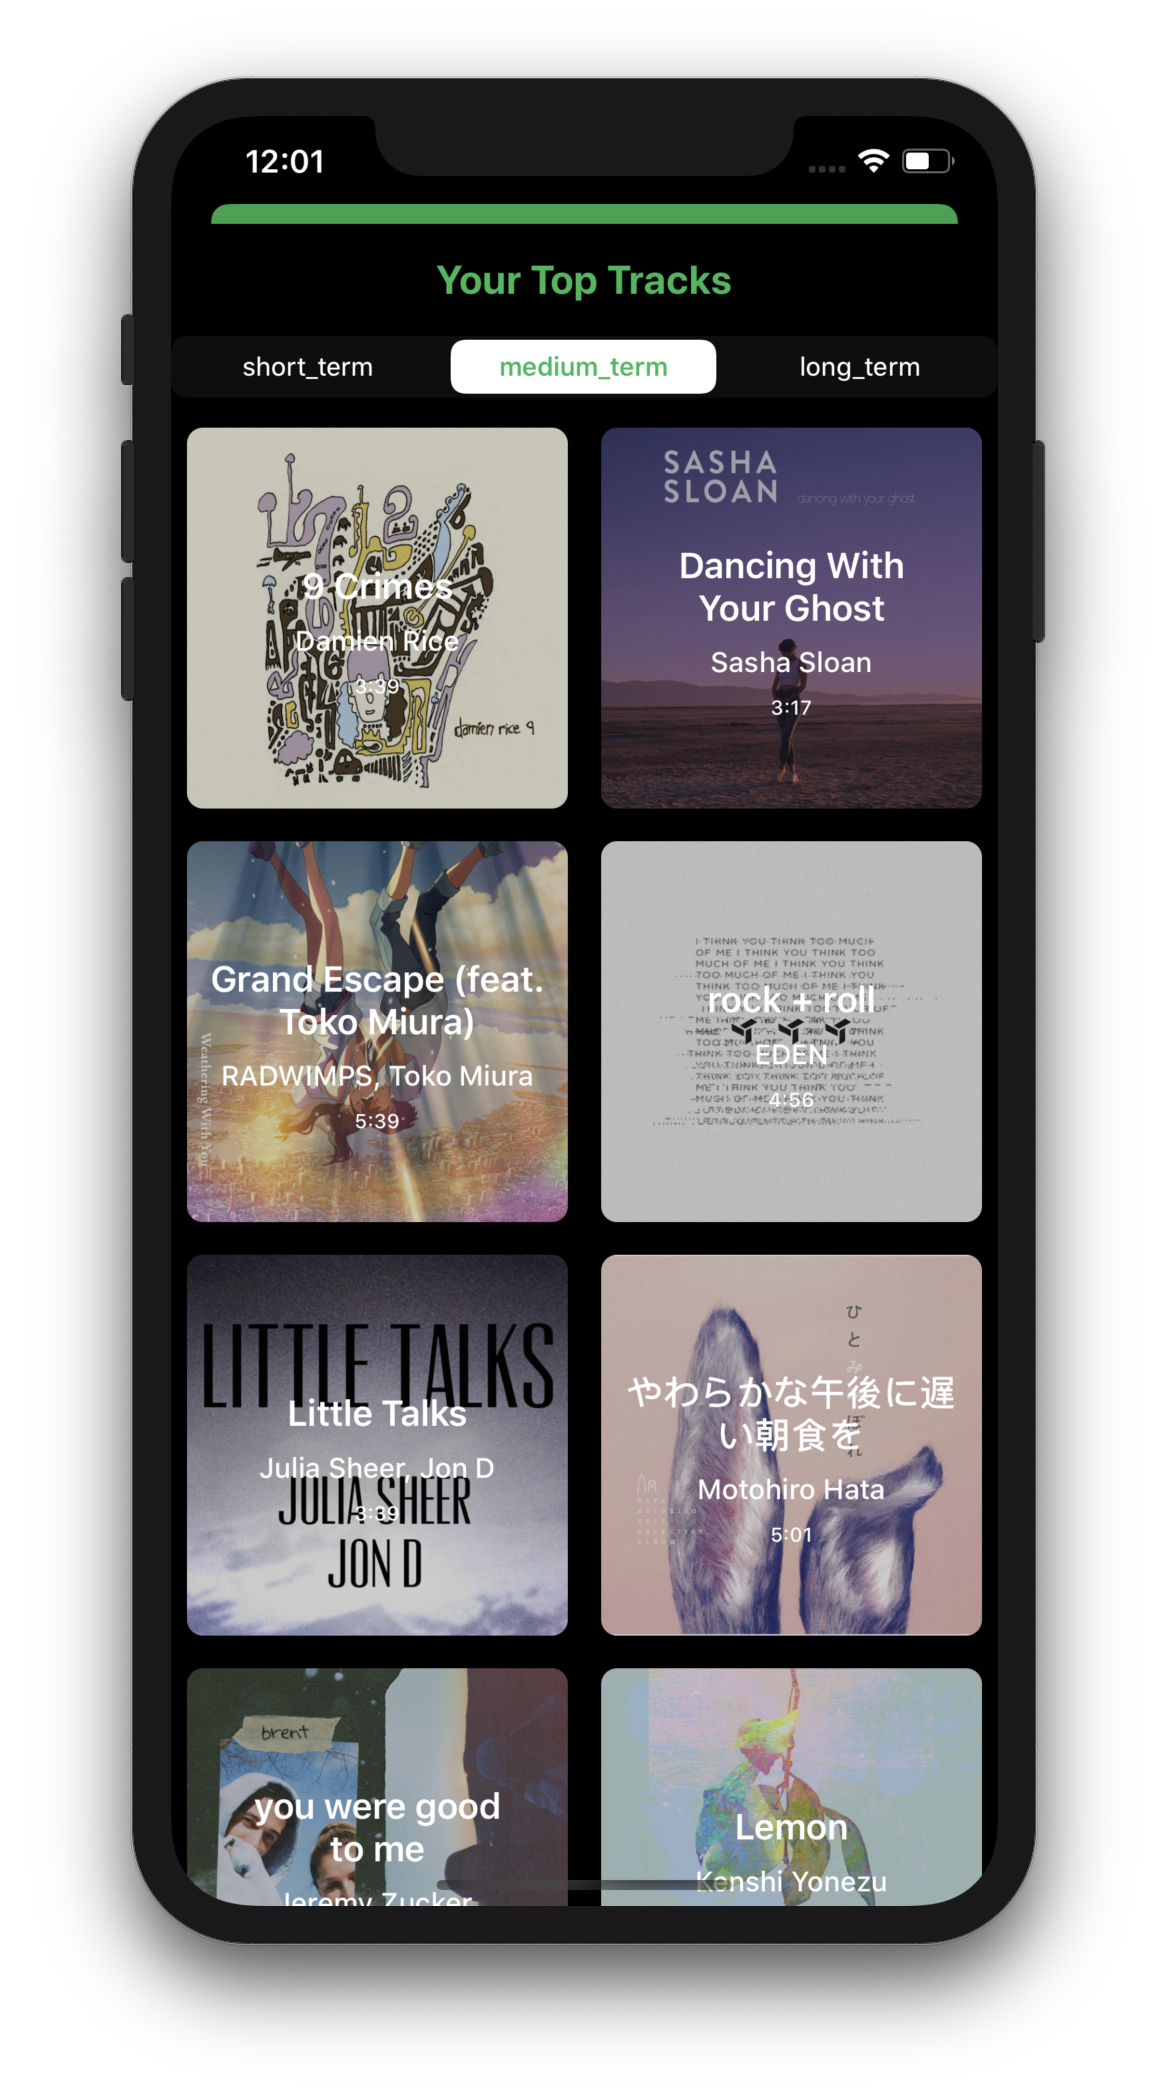 12:01
Your Top Tracks
short_term
medium_term
long_term
damien rice 9
9 Crimes
Damien Rice
3:39
SASHA
SLOAN
dancing with your ghost
Dancing With
Your Ghost
Sasha Sloan
3:17
Weathering With You
Grand Escape (feat.
Toko Miura)
RADWIMPS, Toko Miura
5:39
I THINK YOU THINK TOO MUCH
OF ME I THINK YOU THINK TOO
MUCH OF ME I THINK YOU THINK
TOO MUCH OF ME I THINK YOU
THINK TOO MUCH OF ME I THINK
rock + roll
EDEN
4:56
LITTLE TALKS
Little Talks
Julia Sheer, Jon D
3:39
JULIA SHEER
JON D
ひとみ
やわらかな午後に遅
い朝食を
Motohiro Hata
5:01
brent
you were good
to me
Jeremy Zucker
Lemon
Kenshi Yonezu